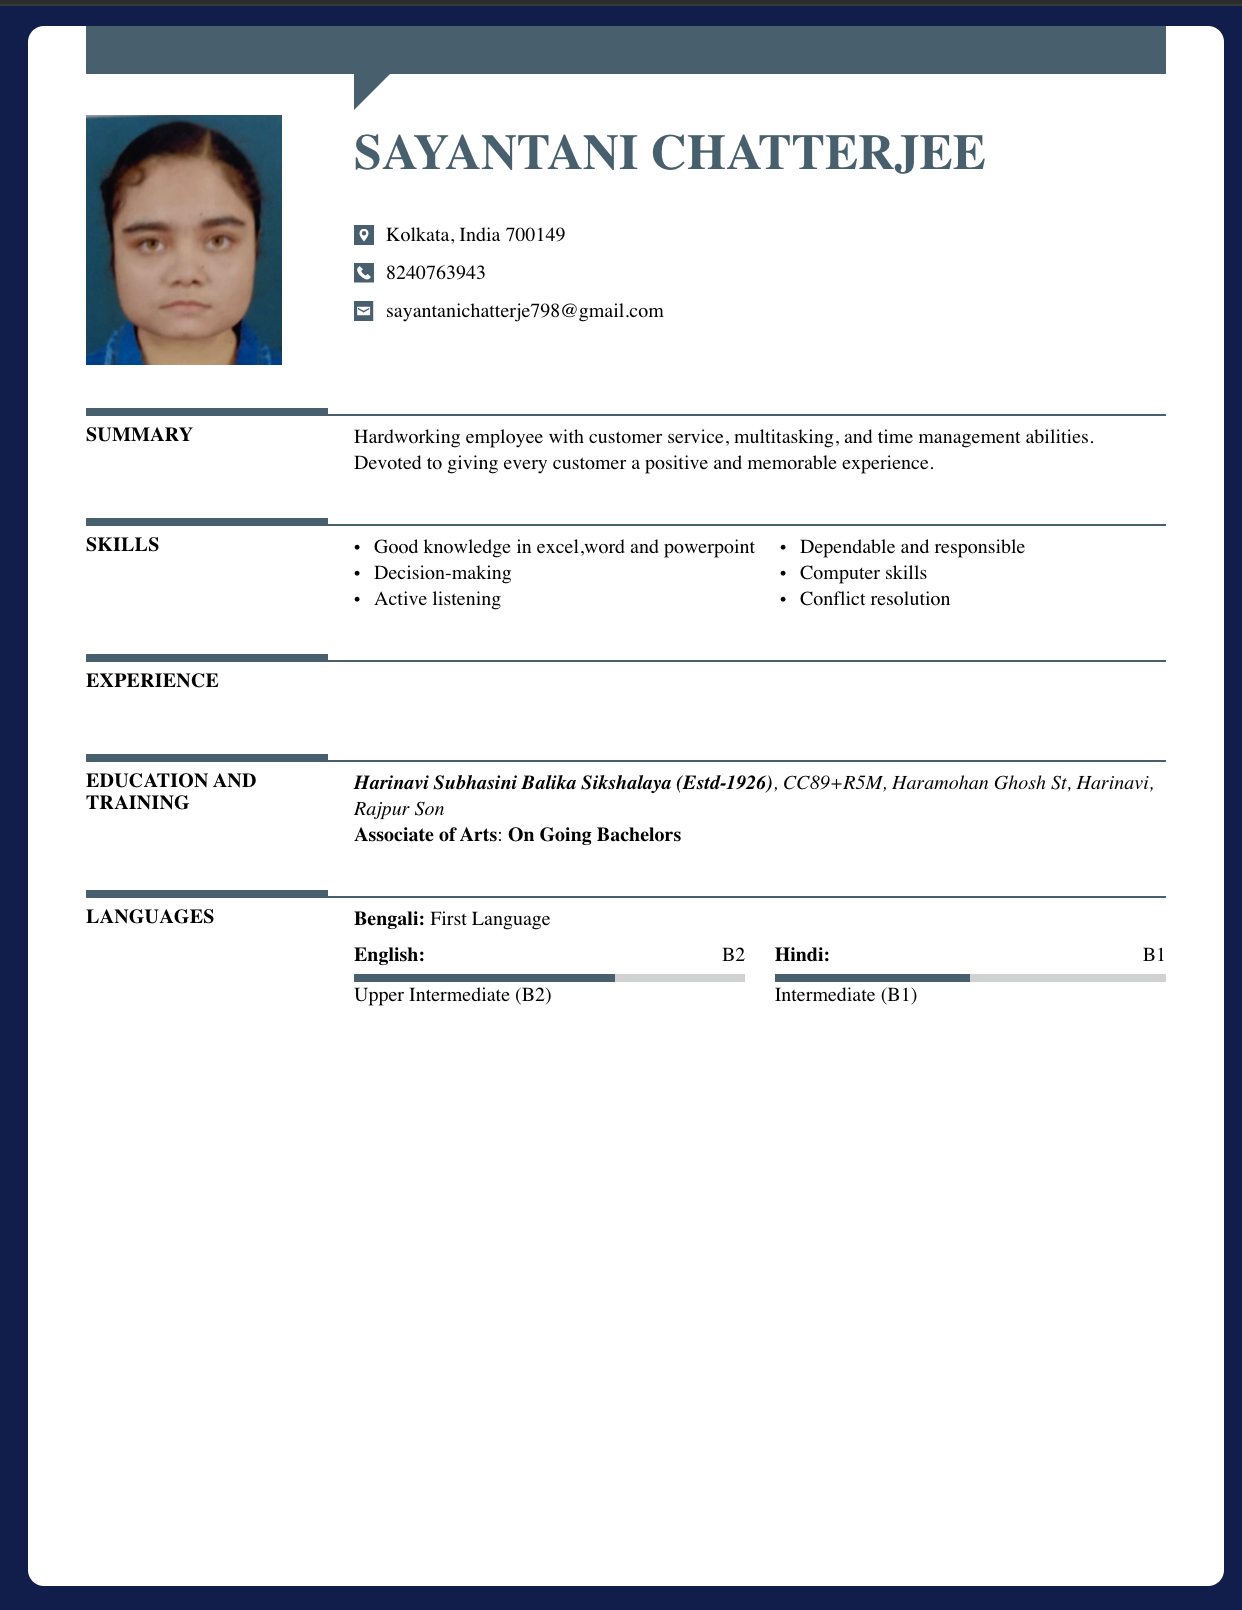 SAYANTANI CHATTERJEE
Kolkata, India 700149
8240763943
sayantanichatterje798@gmail.com
SUMMARY
Hardworking employee with customer service, multitasking, and time management abilities.
Devoted to giving every customer a positive and memorable experience.
SKILLS
• Good knowledge in excel,word and powerpoint
• Decision-making
• Active listening
• Dependable and responsible
• Computer skills
• Conflict resolution
EXPERIENCE
EDUCATION AND
TRAINING
Harinavi Subhasini Balika Sikshalaya (Estd-1926), CC89+R5M, Haramohan Ghosh St, Harinavi,
Rajpur Son
Associate of Arts: On Going Bachelors
LANGUAGES
Bengali: First Language
English: B2
Upper Intermediate (B2)
Hindi: B1
Intermediate (B1)